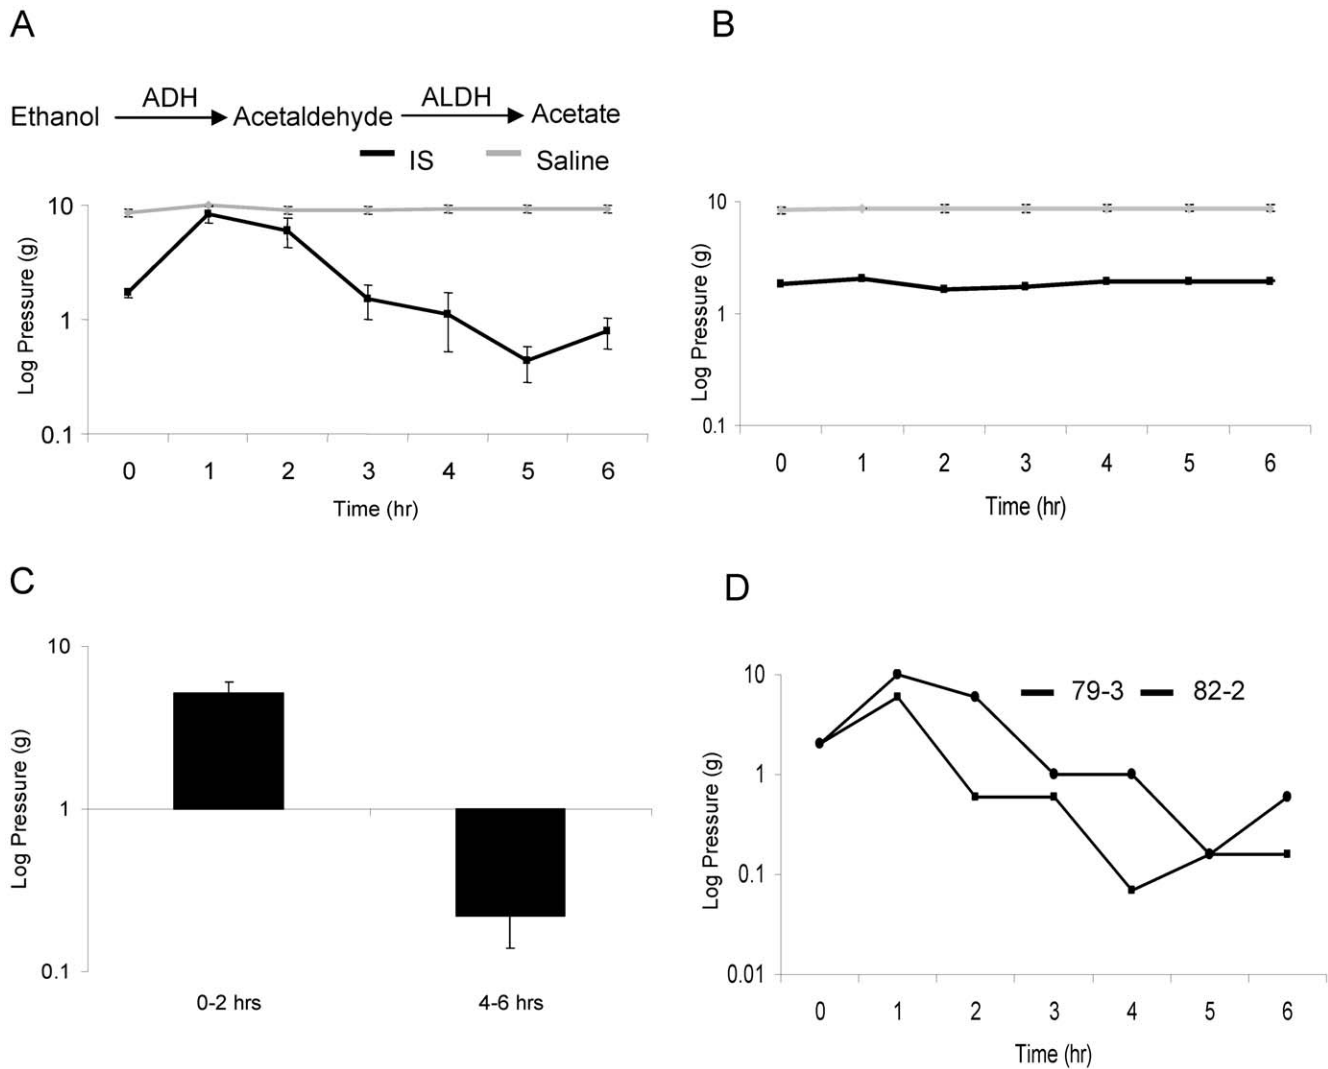 A
B
ADH
ALDH
Ethanol Acetaldehyde Acetate
IS Saline
10
1
0.1
Log Pressure (g)
0 1 2 3 4 5 6
Time (hr)
10
1
0.1
Log Pressure (g)
0 1 2 3 4 5 6
Time (hr)
C
10
1
0.1
Log Pressure (g)
0-2 hrs 4-6 hrs
D
79-3 82-2
10
1
0.1
0.01
Log Pressure (g)
0 1 2 3 4 5 6
Time (hr)